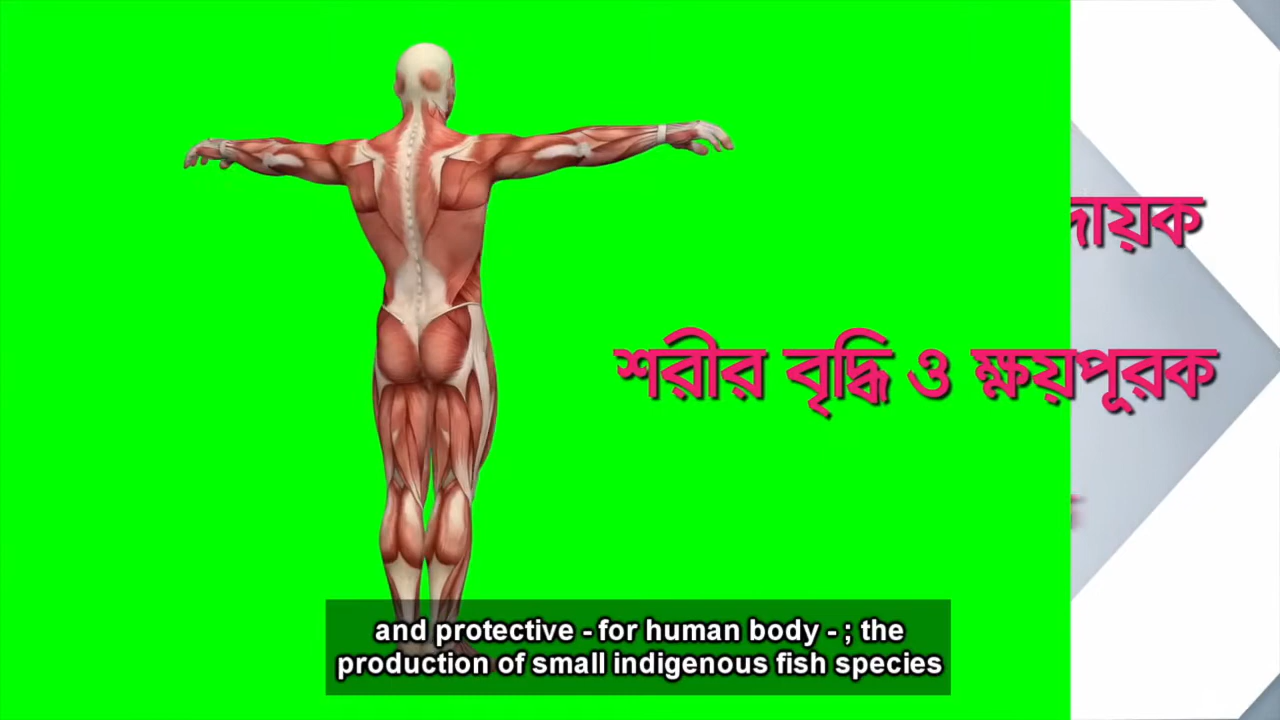 শরীর বৃদ্ধি ও ক্ষয়পূরক
and protective - for human body - ; the
production of small indigenous fish species